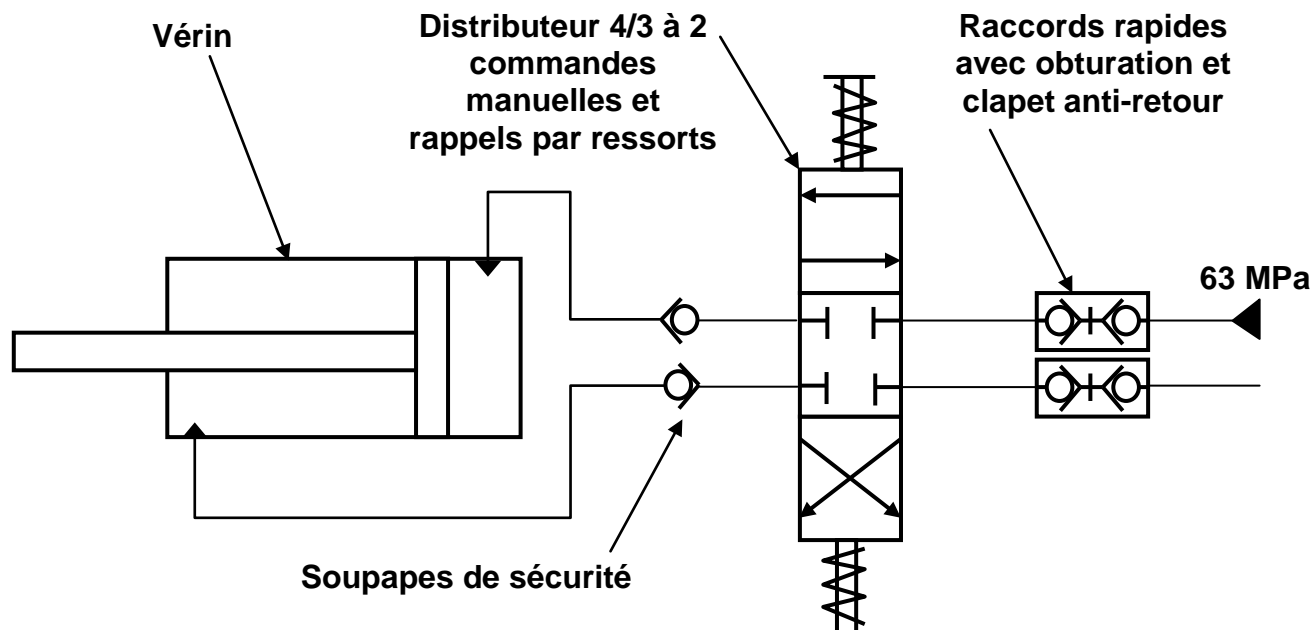 Vérin
Distributeur 4/3 à 2
commandes
manuelles et
rappels par ressorts
Raccords rapides
avec obturation et
clapet anti-retour
63 MPa
Soupapes de sécurité